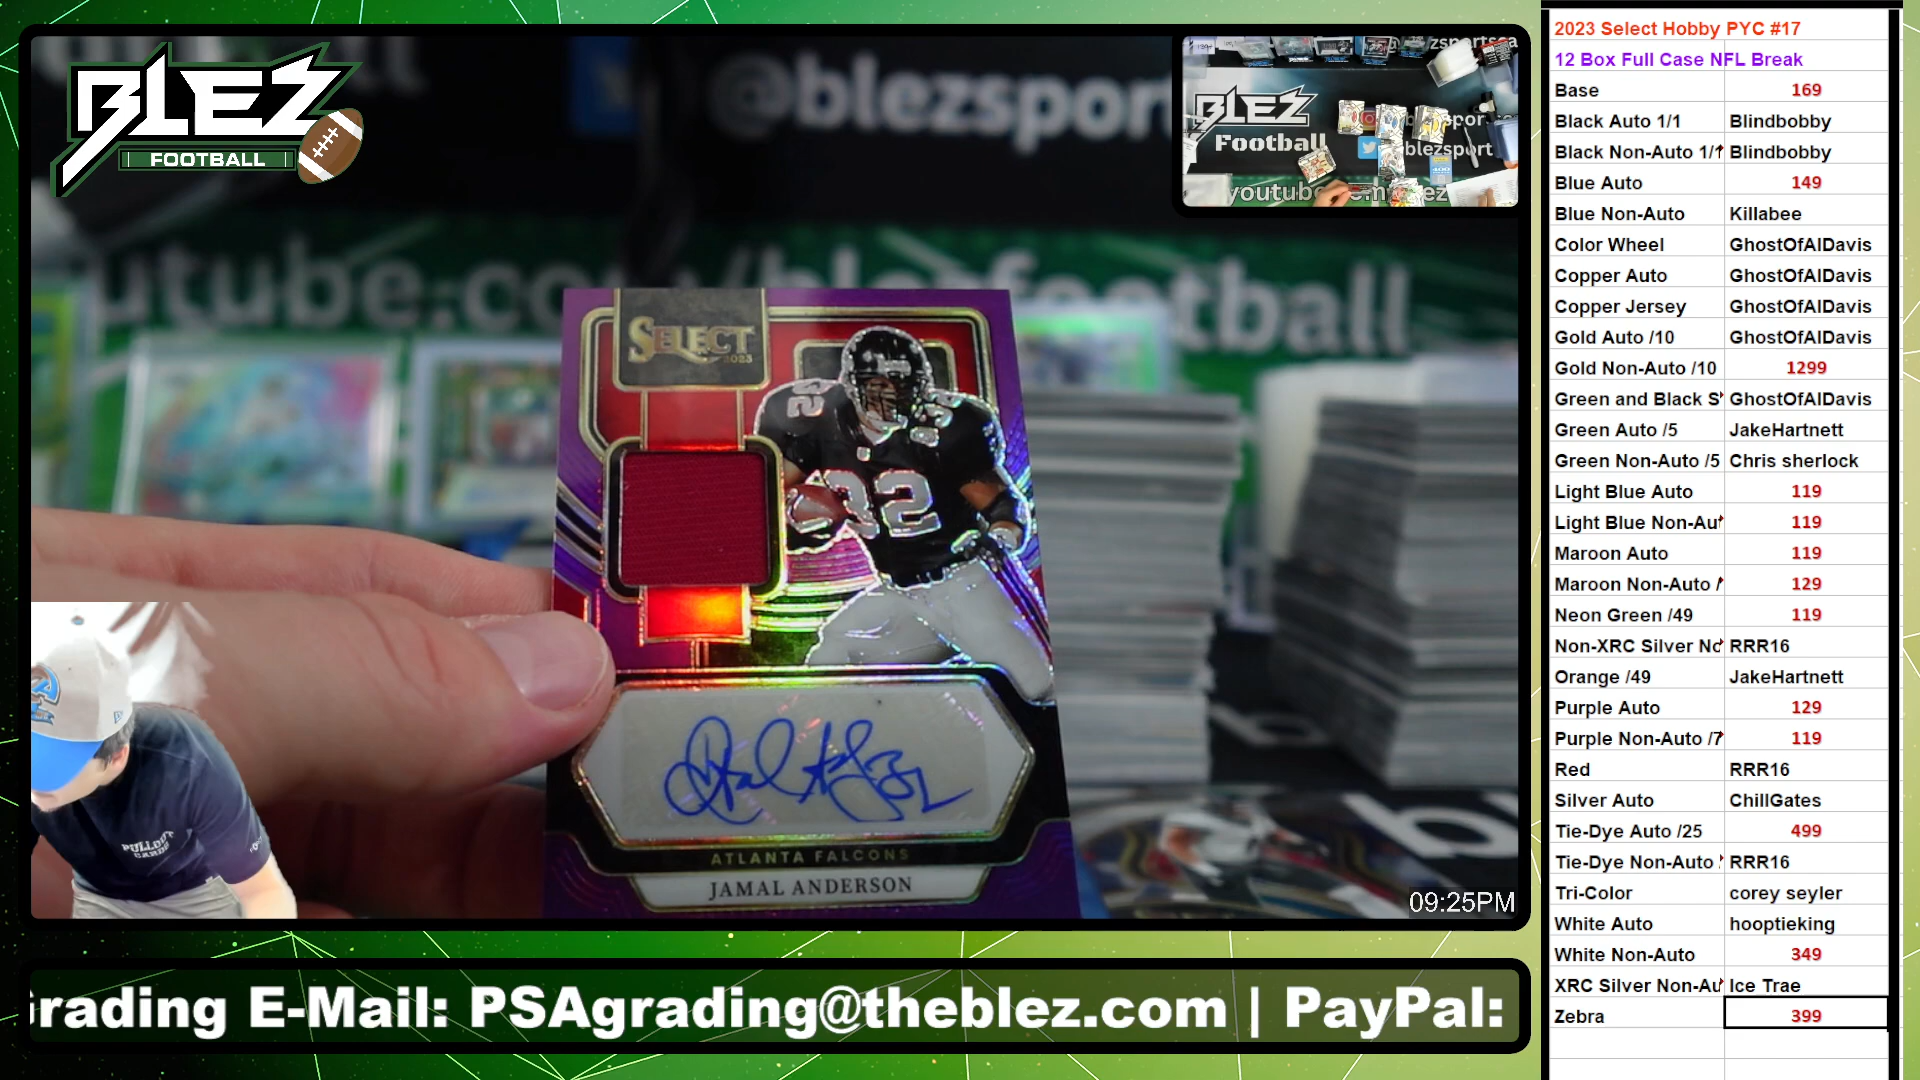 BLEZ
FOOTBALL
@blezsport
BLEZ
Football
blezsport
SELECT
2023
32
ATLANTA FALCONS
JAMAL ANDERSON
PULLOUT
CARDS
09:25PM
rading E-Mail: PSAgrading@theblez.com | PayPal:
2023 Select Hobby PYC #17
12 Box Full Case NFL Break
Base 169
Black Auto 1/1 Blindbobby
Black Non-Auto 1/1 Blindbobby
Blue Auto 149
Blue Non-Auto Killabee
Color Wheel GhostOfAlDavis
Copper Auto GhostOfAlDavis
Copper Jersey GhostOfAlDavis
Gold Auto /10 GhostOfAlDavis
Gold Non-Auto /10 1299
Green and Black S GhostOfAlDavis
Green Auto /5 JakeHartnett
Green Non-Auto /5 Chris sherlock
Light Blue Auto 119
Light Blue Non-Au 119
Maroon Auto 119
Maroon Non-Auto / 129
Neon Green /49 119
Non-XRC Silver No RRR16
Orange /49 JakeHartnett
Purple Auto 129
Purple Non-Auto /7 119
Red RRR16
Silver Auto ChillGates
Tie-Dye Auto /25 499
Tie-Dye Non-Auto RRR16
Tri-Color corey seyler
White Auto hooptieking
White Non-Auto 349
XRC Silver Non-Au Ice Trae
Zebra 399